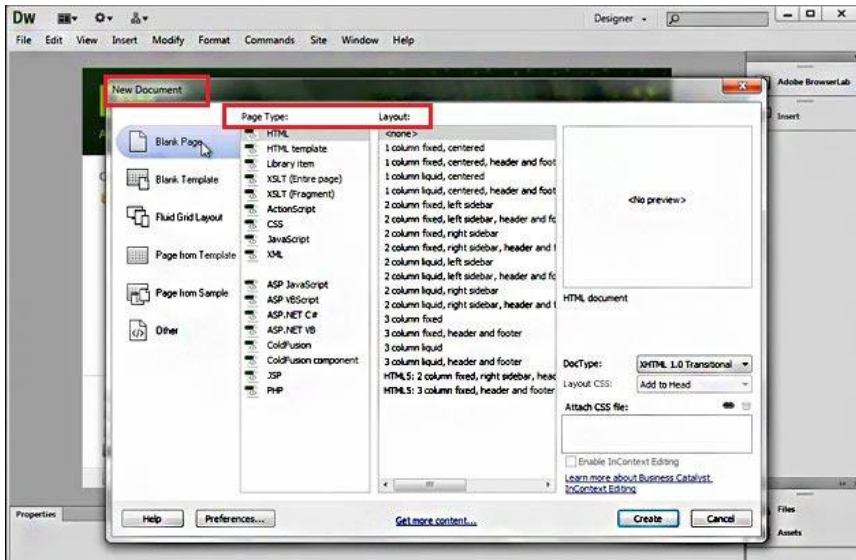 Dw
Designer
File Edit View Insert Modify Format Commands Site Window Help
Adobe BrowserLab
Insert
New Document
Blank Page
Blank Template
Fluid Grid Layout
Page from Template
Page from Sample
Other
Page Type:
HTML
HTML template
Library item
XSLT (Entire page)
XSLT (Fragment)
ActionScript
CSS
JavaScript
XML
ASP JavaScript
ASP VBScript
ASP.NET C#
ASP.NET VB
ColdFusion
ColdFusion component
JSP
PHP
Layout:
<none>
1 column fixed, centered
1 column fixed, centered, header and foot
1 column liquid, centered
1 column liquid, centered, header and foot
2 column fixed, left sidebar
2 column fixed, left sidebar, header and fo
2 column fixed, right sidebar
2 column fixed, right sidebar, header and f
2 column liquid, left sidebar
2 column liquid, left sidebar, header and fo
2 column liquid, right sidebar
2 column liquid, right sidebar, header and f
3 column fixed
3 column fixed, header and footer
3 column liquid
3 column liquid, header and footer
HTML5: 2 column fixed, right sidebar, head
HTML5: 3 column fixed, header and footer
<No preview>
HTML document
DocType: XHTML 1.0 Transitional
Layout CSS: Add to Head
Attach CSS file:
Enable InContext Editing
Learn more about Business Catalyst
InContext Editing
Help Preferences... Get more content... Create Cancel
Properties
Files
Assets